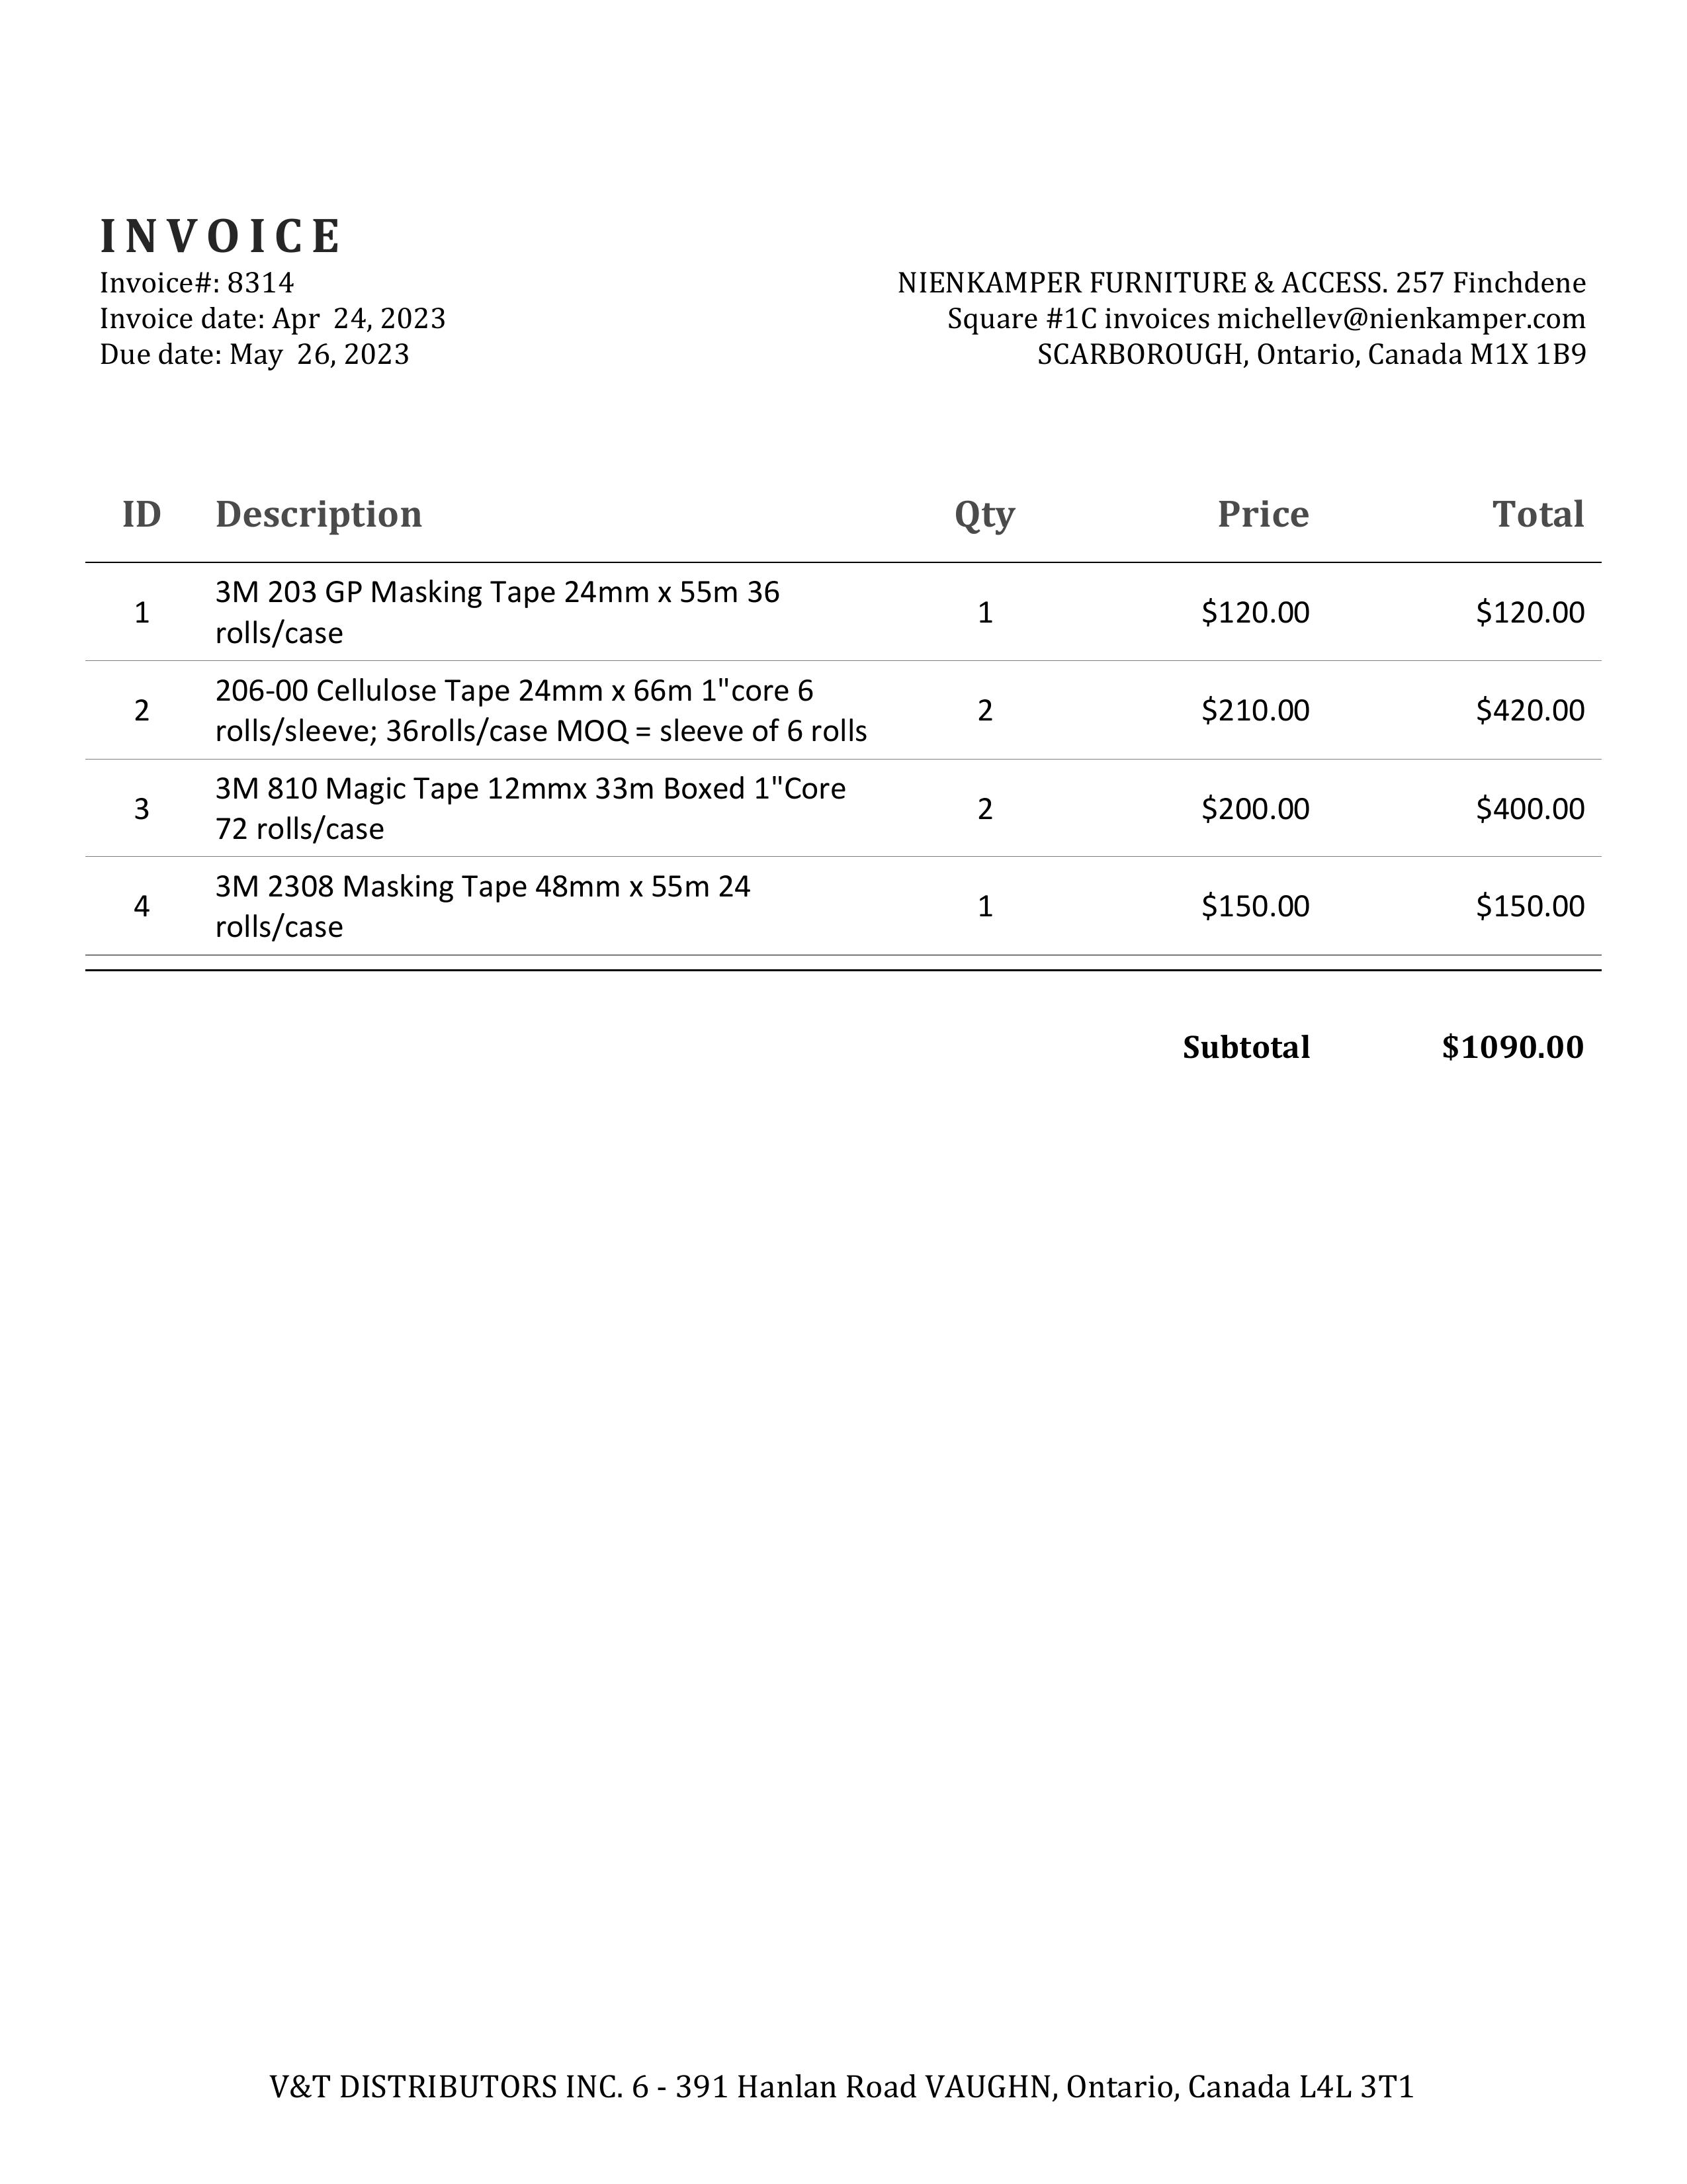 INVOICE
Invoice#: 8314
Invoice date: Apr  24, 2023
Due date: May  26, 2023
NIENKAMPER FURNITURE & ACCESS. 257 Finchdene
Square #1C invoices michellev@nienkamper.com
SCARBOROUGH, Ontario, Canada M1X 1B9
ID Description Qty Price Total
1 3M 203 GP Masking Tape 24mm x 55m 36
rolls/case 1 $120.00 $120.00
2 206-00 Cellulose Tape 24mm x 66m 1"core 6
rolls/sleeve; 36rolls/case MOQ = sleeve of 6 rolls 2 $210.00 $420.00
3 3M 810 Magic Tape 12mmx 33m Boxed 1"Core
72 rolls/case 2 $200.00 $400.00
4 3M 2308 Masking Tape 48mm x 55m 24
rolls/case 1 $150.00 $150.00
Subtotal $1090.00
V&T DISTRIBUTORS INC. 6 - 391 Hanlan Road VAUGHN, Ontario, Canada L4L 3T1